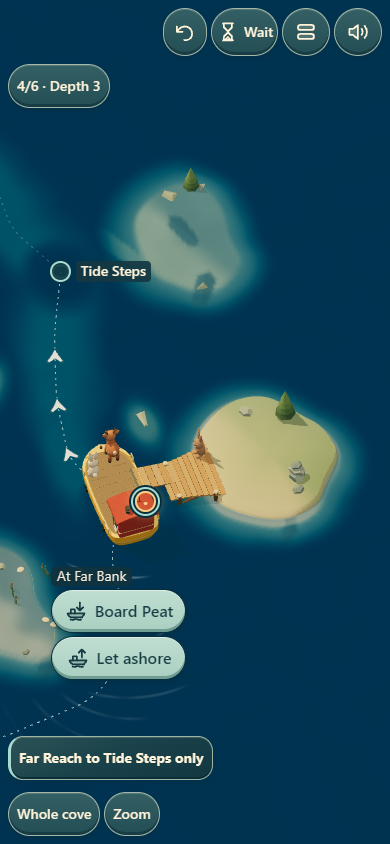 Wait
4/6 · Depth 3
Tide Steps
At Far Bank
Board Peat
Let ashore
Far Reach to Tide Steps only
Whole cove
Zoom